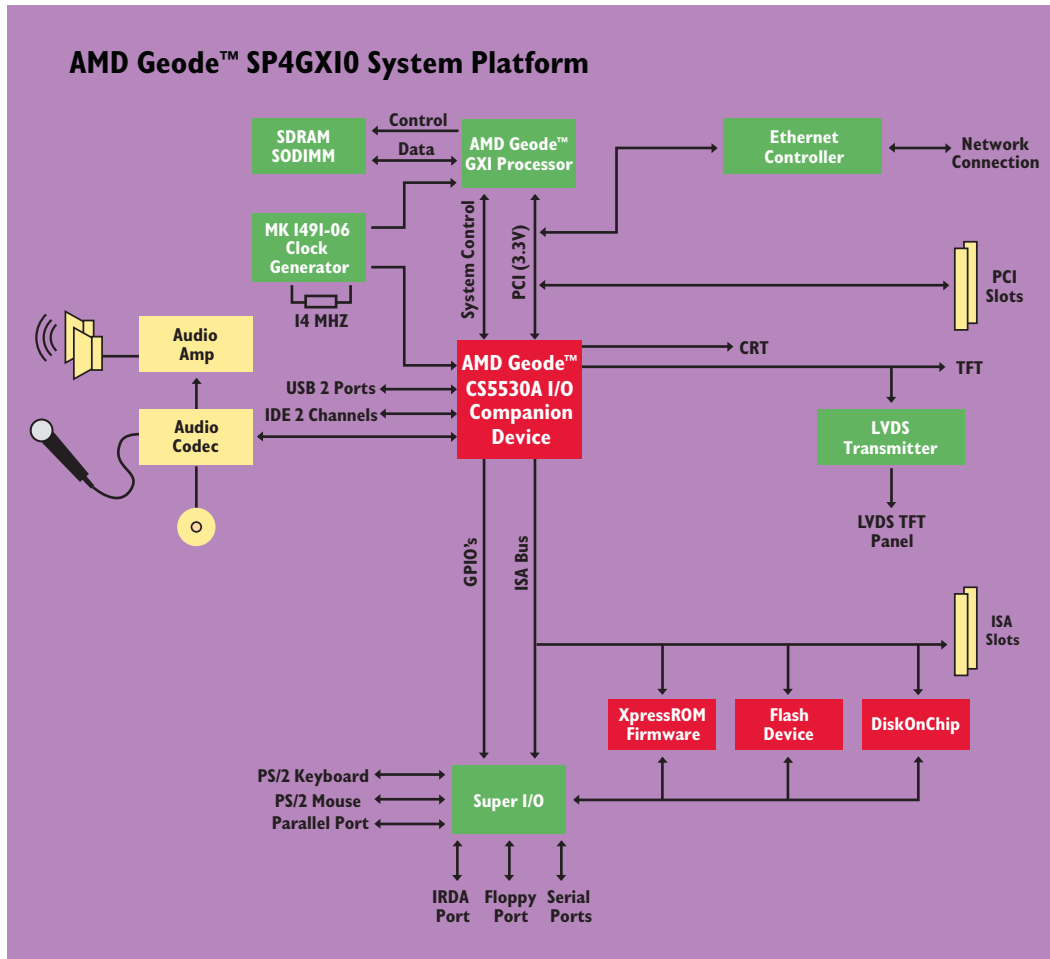 AMD Geode™ SP4GX10 System Platform
SDRAM
SODIMM
Control
Data
AMD Geode™
GX1 Processor
Ethernet
Controller
Network
Connection
MK 1491-06
Clock
Generator
14 MHZ
System Control
PCI (3.3V)
PCI
Slots
Audio
Amp
AMD Geode™
CS5530A I/O
Companion
Device
CRT
TFT
USB 2 Ports
IDE 2 Channels
Audio
Codec
LVDS
Transmitter
LVDS TFT
Panel
GPIO's
ISA Bus
ISA
Slots
XpressROM
Firmware
Flash
Device
DiskOnChip
PS/2 Keyboard
PS/2 Mouse
Parallel Port
Super I/O
IRDA
Port
Floppy
Port
Serial
Ports